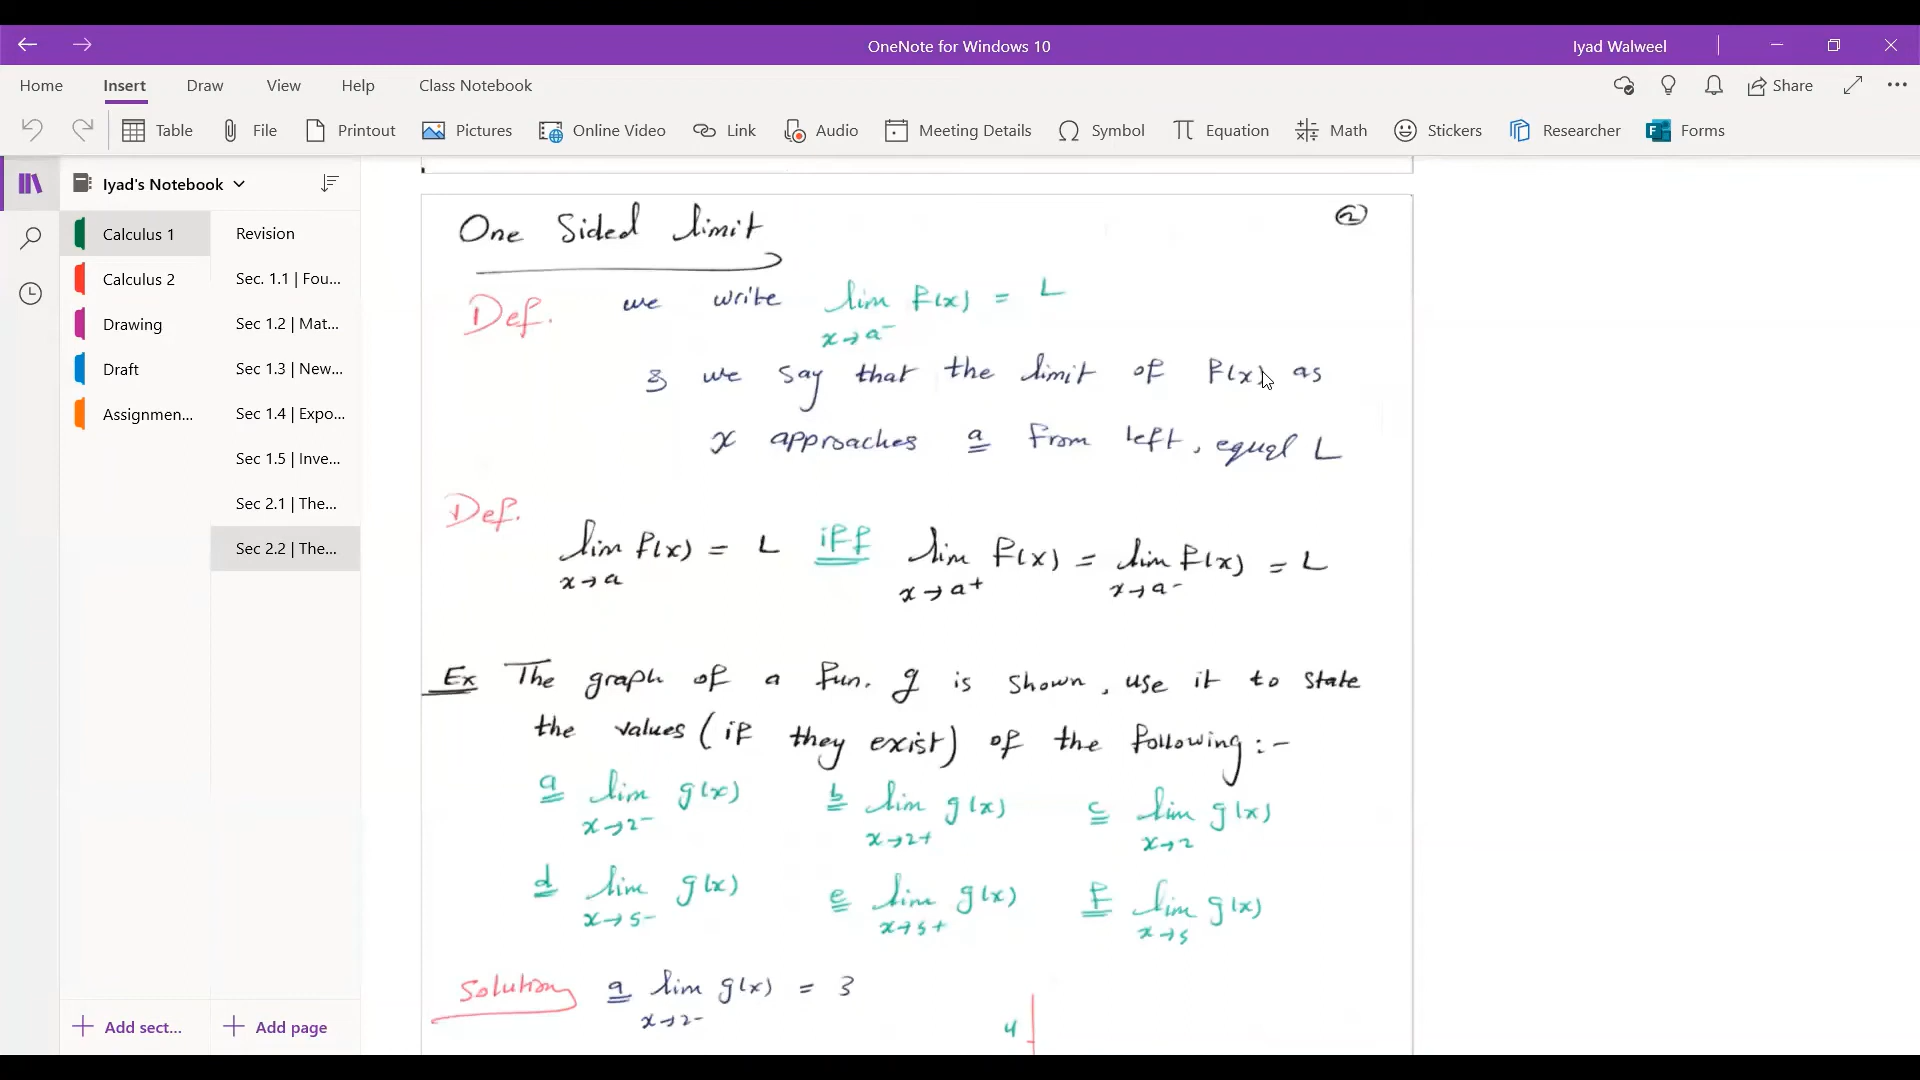 OneNote for Windows 10
Iyad Walweel
Home Insert Draw View Help Class Notebook
Share
Table File Printout Pictures Online Video Link Audio Meeting Details Symbol Equation Math Stickers Researcher Forms
Iyad's Notebook
Calculus 1
Calculus 2
Drawing
Draft
Assignmen...
Revision
Sec. 1.1 | Fou...
Sec 1.2 | Mat...
Sec 1.3 | New...
Sec 1.4 | Expo...
Sec 1.5 | Inve...
Sec 2.1 | The...
Sec 2.2 | The...
Add sect...
Add page
One Sided limit
2
Def. we write lim f(x) = L
x→a⁻
& we say that the limit of f(x) as
x approaches a from left, equal L
Def.
lim f(x) = L iff lim f(x) = lim f(x) = L
x→a x→a+ x→a-
Ex The graph of a fun. g is shown, use it to state
the values (if they exist) of the following:-
a lim g(x) b lim g(x) c lim g(x)
x→2- x→2+ x→2
d lim g(x) e lim g(x) f lim g(x)
x→5- x→5+ x→5
Solution a lim g(x) = 3
x→2-
4